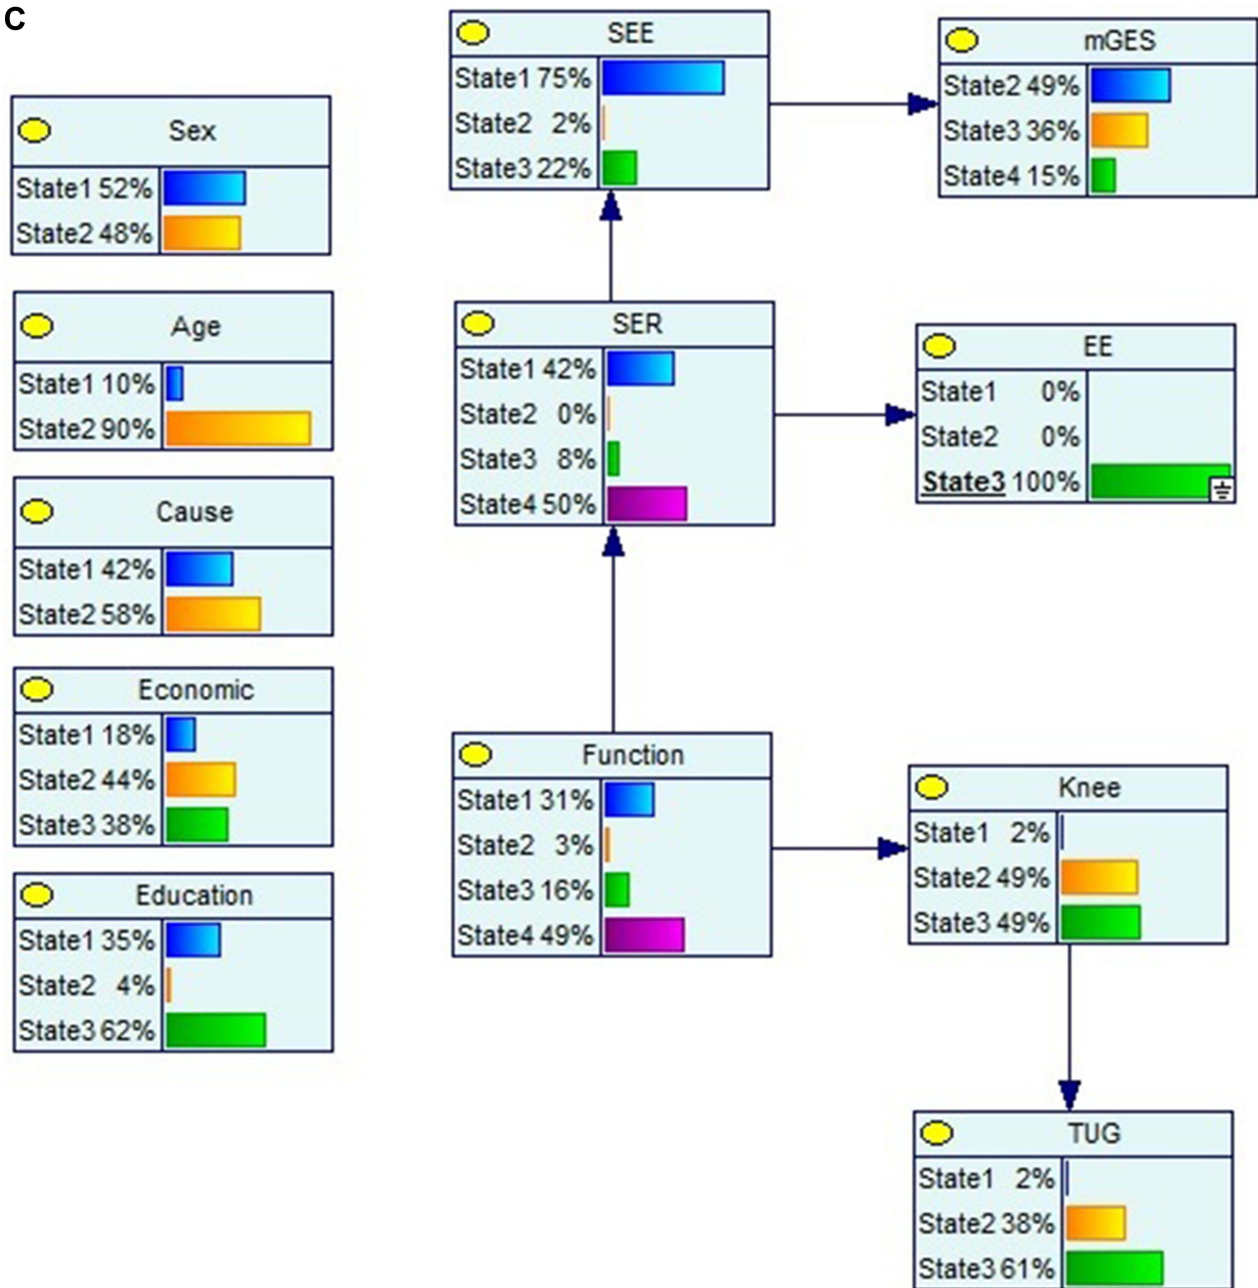 C
Sex
State1 52%
State2 48%
Age
State1 10%
State2 90%
Cause
State1 42%
State2 58%
Economic
State1 18%
State2 44%
State3 38%
Education
State1 35%
State2 4%
State3 62%
SEE
State1 75%
State2 2%
State3 22%
SER
State1 42%
State2 0%
State3 8%
State4 50%
Function
State1 31%
State2 3%
State3 16%
State4 49%
mGES
State2 49%
State3 36%
State4 15%
EE
State1 0%
State2 0%
State3 100%
Knee
State1 2%
State2 49%
State3 49%
TUG
State1 2%
State2 38%
State3 61%